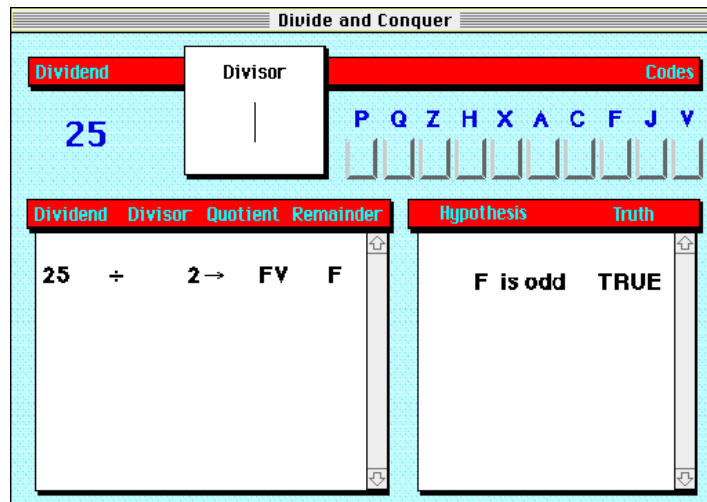 Divide and Conquer
Dividend Divisor Codes
25 P Q Z H X A C F J V
Dividend Divisor Quotient Remainder
25 ÷ 2→ FV F
Hypothesis Truth
F is odd TRUE